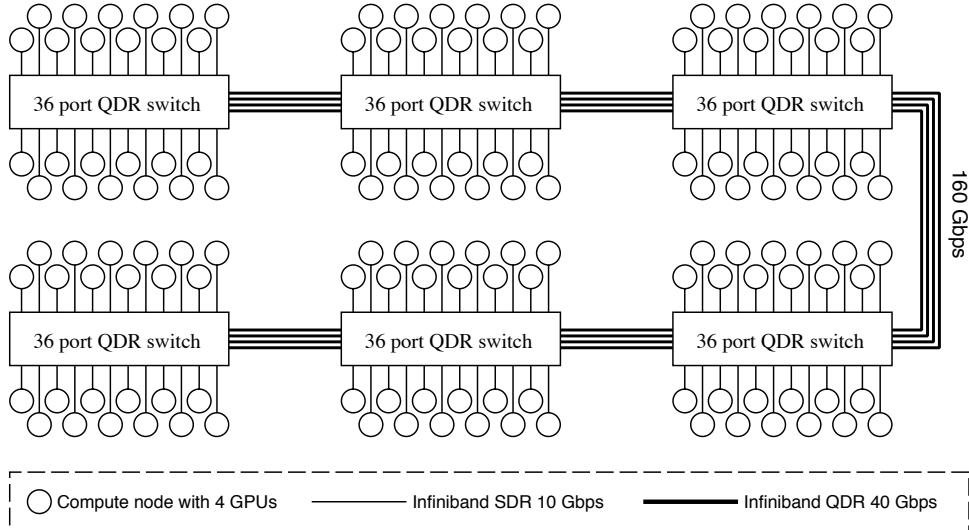 36 port QDR switch
36 port QDR switch
36 port QDR switch
160 Gbps
36 port QDR switch
36 port QDR switch
36 port QDR switch
Compute node with 4 GPUs
Infiniband SDR 10 Gbps
Infiniband QDR 40 Gbps